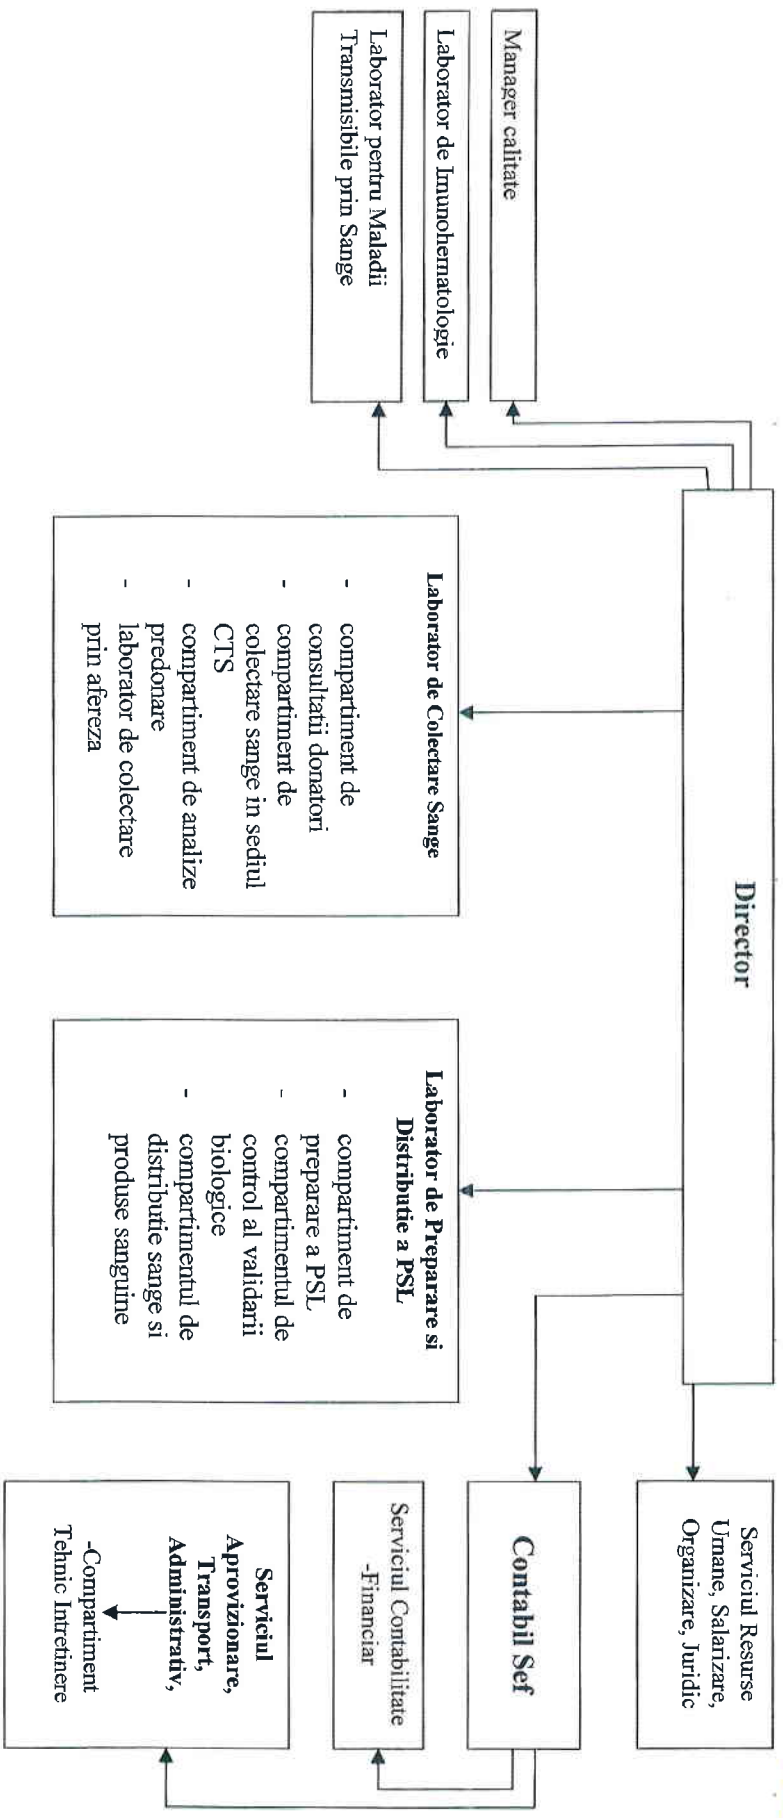 Director
Manager calitate
Laborator de Imunohematologie
Laborator pentru Maladii
Transmisibile prin Sange
Laborator de Colectare Sange
- compartiment de
consultatii donatori
- compartiment de
colectare sange in sediul
CTS
- compartiment de analize
predonare
- laborator de colectare
prin afereza
Laborator de Preparare si
Distributie a PSL
- compartiment de
preparare a PSL
- compartimentul de
control al validarii
biologice
- compartimentul de
distributie sange si
produse sanguine
Serviciul Resurse
Umane, Salarizare,
Organizare, Juridic
Contabil Sef
Serviciul Contabilitate
-Financiar
Serviciul
Aprovizionare,
Transport,
Administrativ,
-Compartiment
Tehnic Intretinere